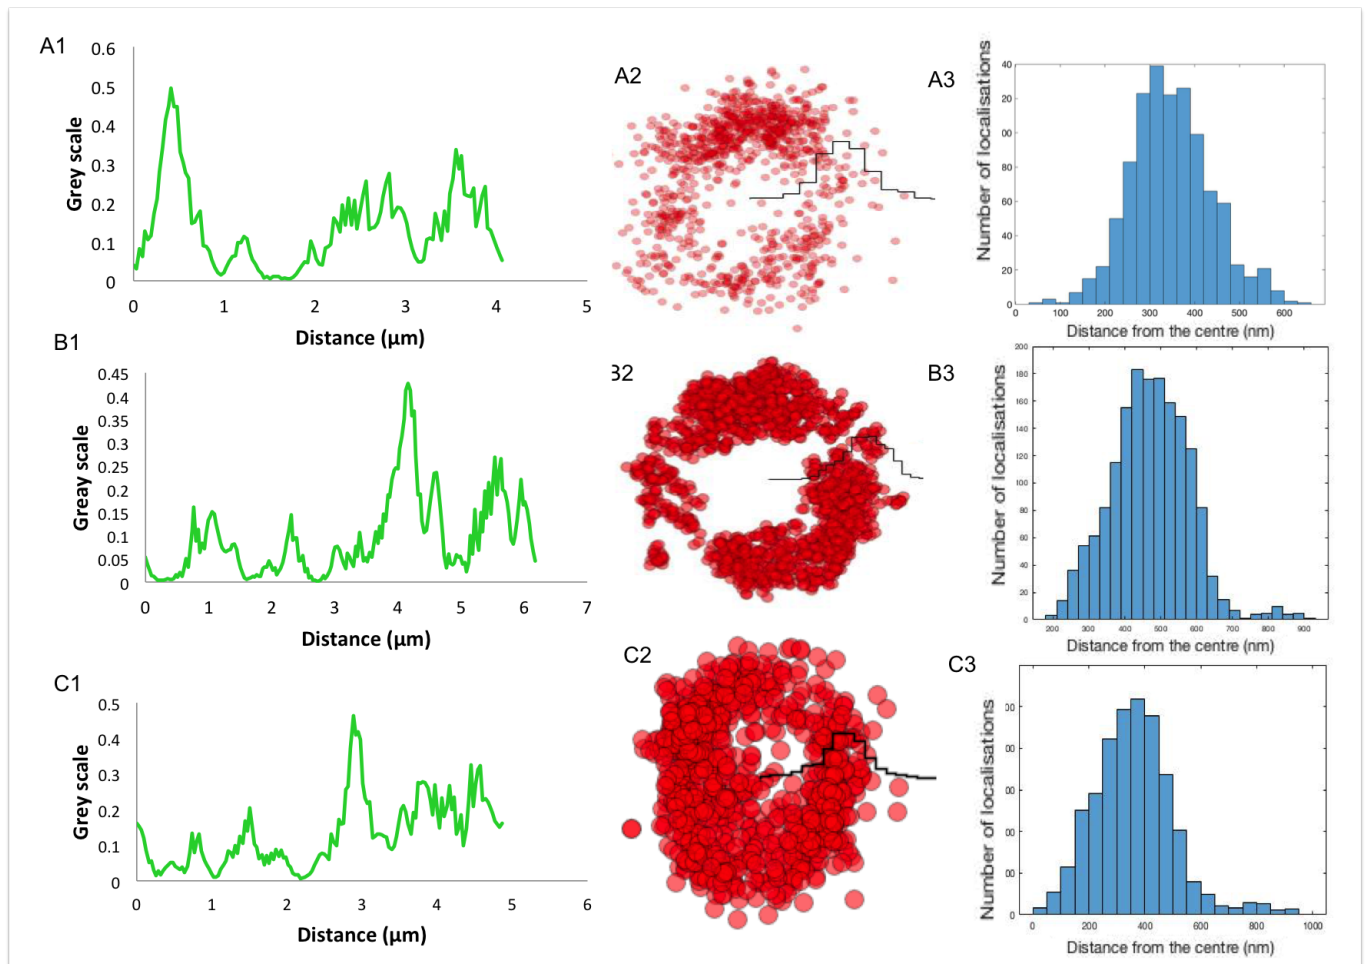 A1
0.6
0.5
0.4
0.3
0.2
0.1
0
Grey scale
0 1 2 3 4 5
Distance (µm)
A2
A3
Number of localisations
40
20
00
80
60
40
20
0
0 100 200 300 400 500 600
Distance from the centre (nm)
B1
0.45
0.4
0.35
0.3
0.25
0.2
0.15
0.1
0.05
0
Greay scale
0 1 2 3 4 5 6 7
Distance (µm)
B2
B3
Number of localisations
200
180
160
140
120
100
80
60
40
20
0
200 300 400 500 600 700 800 900
Distance from the centre (nm)
C1
0.5
0.4
0.3
0.2
0.1
0
Grey scale
0 1 2 3 4 5 6
Distance (µm)
C2
C3
Number of localisations
00
00
00
00
0
0 200 400 600 800 1000
Distance from the centre (nm)